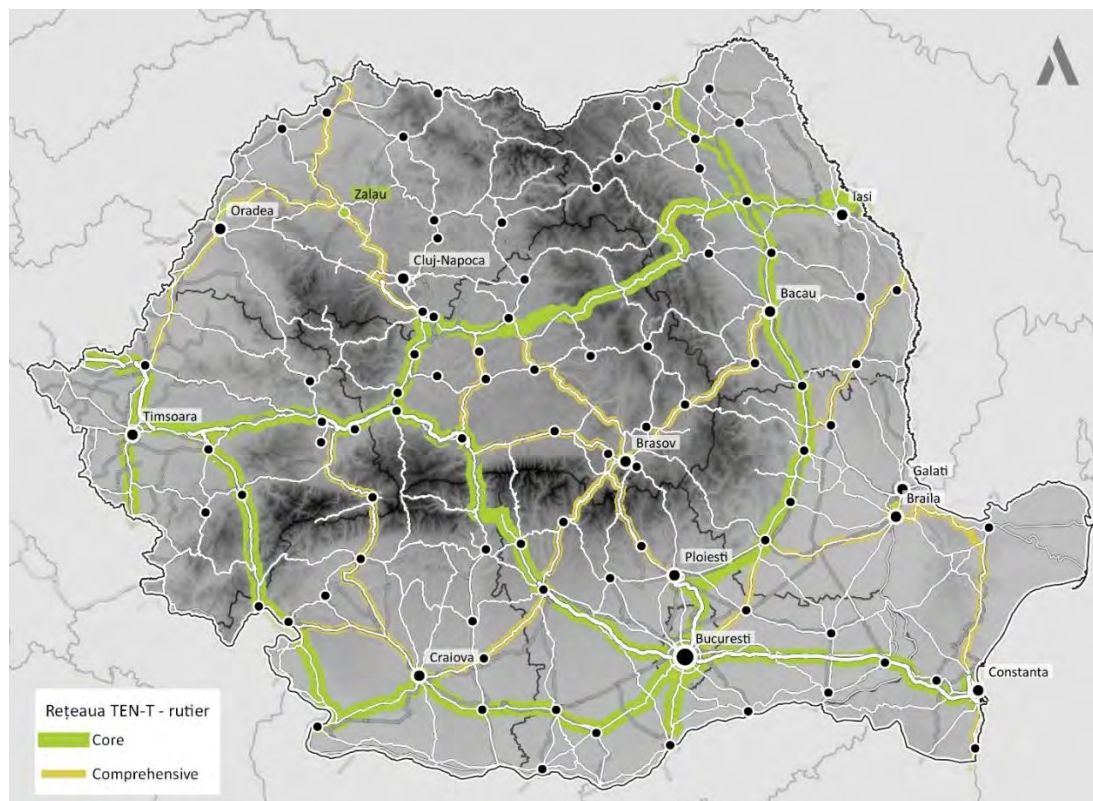 Zalau
Oradea
Iasi
Cluj-Napoca
Bacau
Timsoara
Brasov
Galati
Braila
Ploiesti
Bucuresti
Craiova
Constanta
Rețeaua TEN-T - rutier
Core
Comprehensive